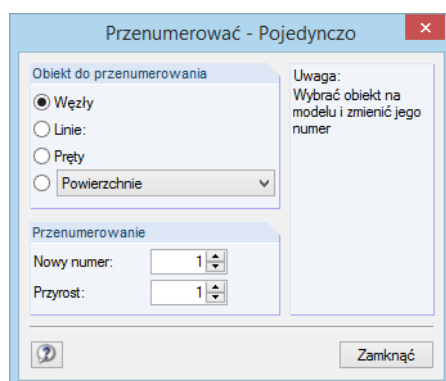 Przenumerować - Pojedynczo
Obiekt do przenumerowania
Węzły
Linie:
Pręty
Powierzchnie
Przenumerowanie
Nowy numer: 1
Przyrost: 1
Uwaga:
Wybrać obiekt na
modelu i zmienić jego
numer
Zamknąć